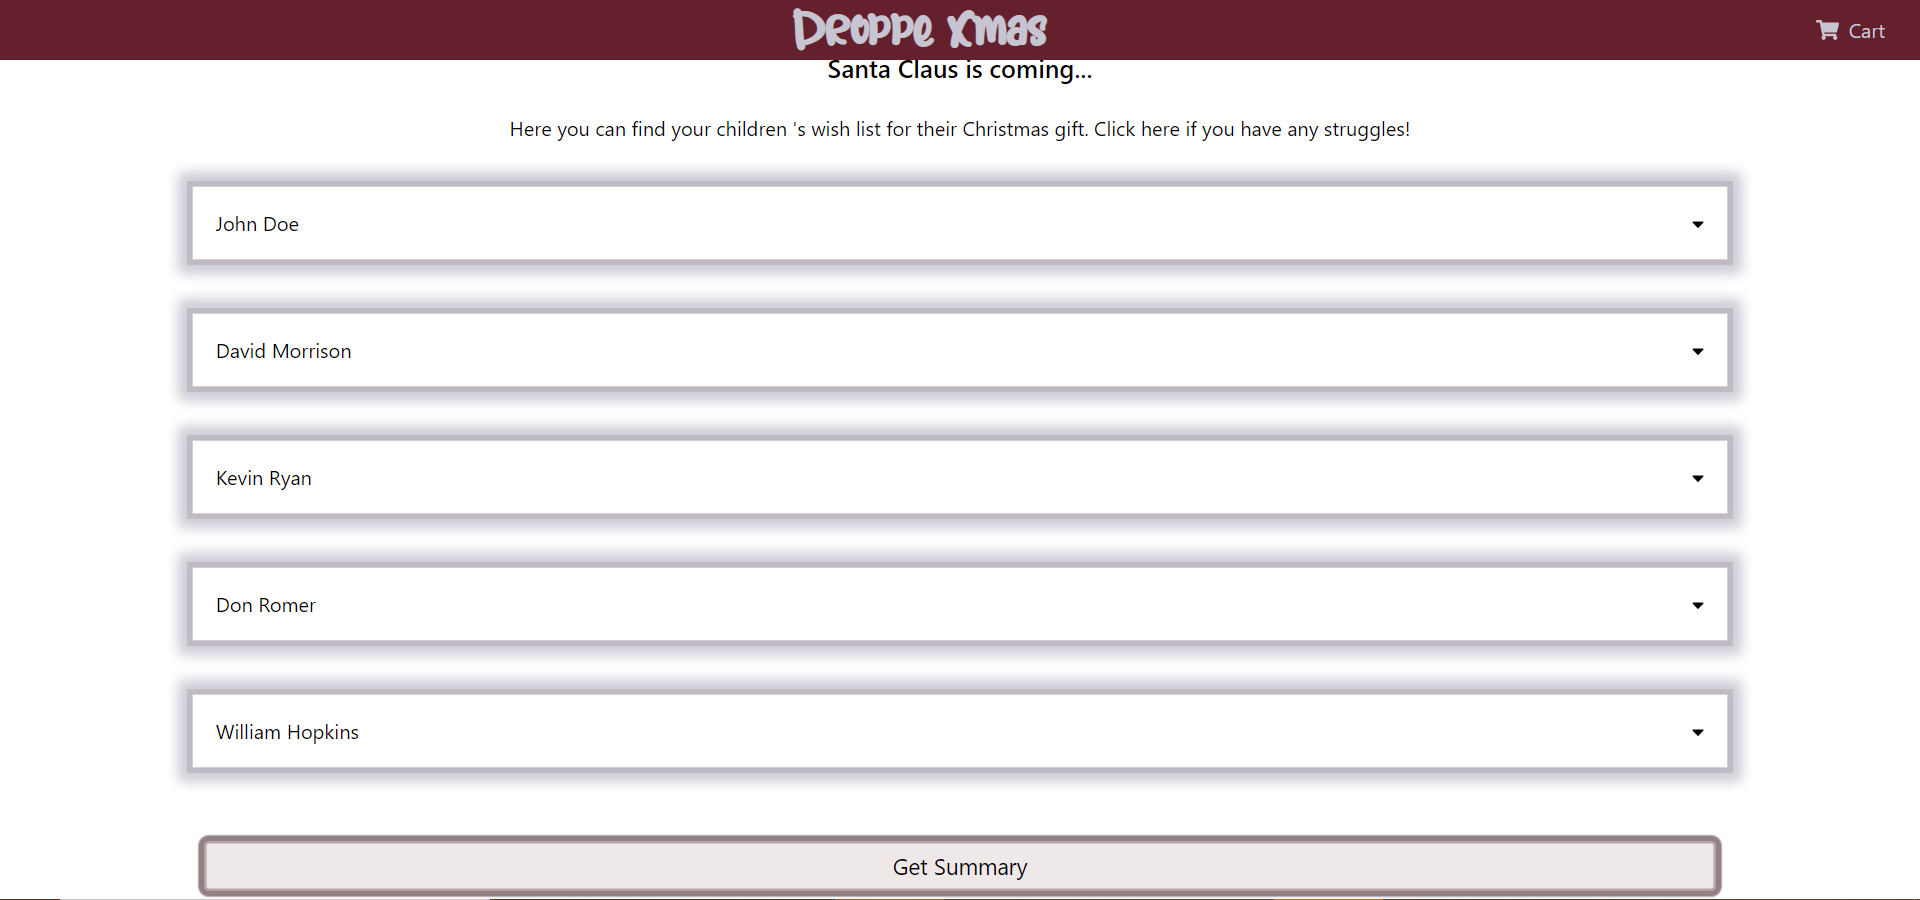 Droppe Xmas
Cart
Santa Claus is coming...
Here you can find your children 's wish list for their Christmas gift. Click here if you have any struggles!
John Doe
David Morrison
Kevin Ryan
Don Romer
William Hopkins
Get Summary